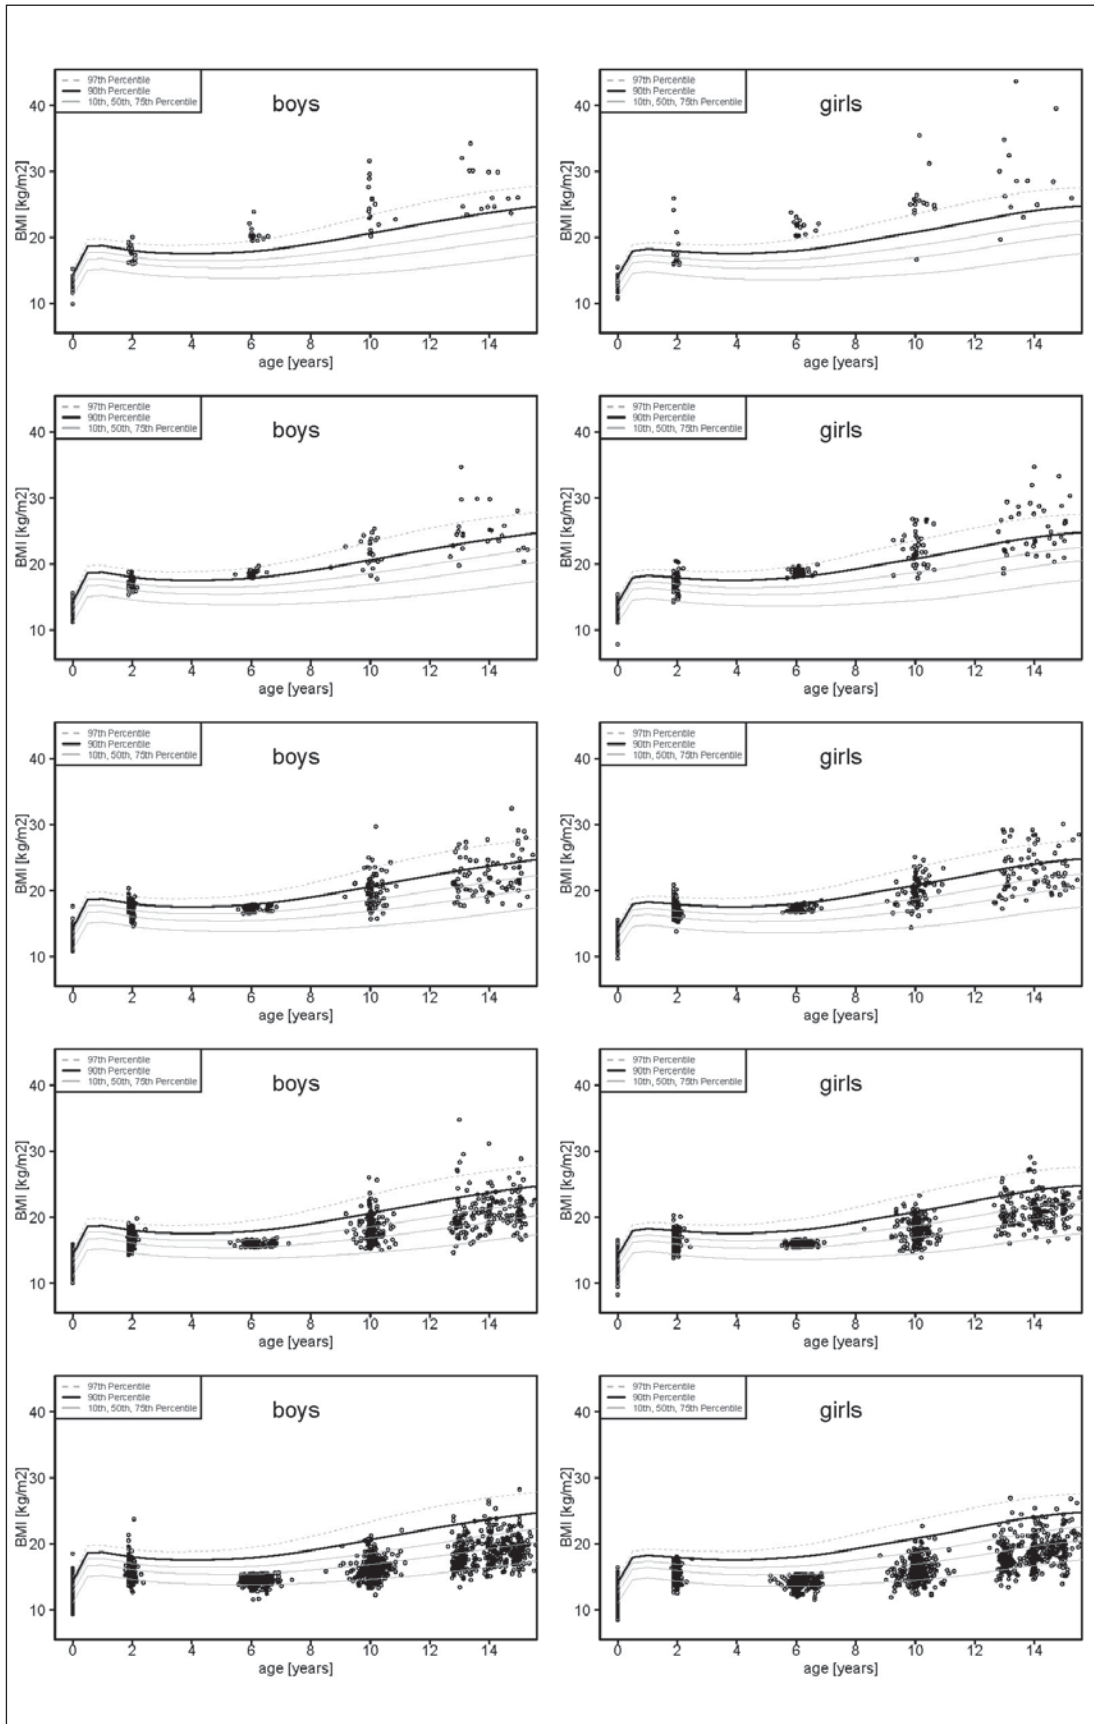 97th Percentile
90th Percentile
10th, 50th, 75th Percentile
boys
BMI [kg/m2]
40
30
20
10
0 2 4 6 8 10 12 14
age [years]
97th Percentile
90th Percentile
10th, 50th, 75th Percentile
girls
BMI [kg/m2]
40
30
20
10
0 2 4 6 8 10 12 14
age [years]
97th Percentile
90th Percentile
10th, 50th, 75th Percentile
boys
BMI [kg/m2]
40
30
20
10
0 2 4 6 8 10 12 14
age [years]
97th Percentile
90th Percentile
10th, 50th, 75th Percentile
girls
BMI [kg/m2]
40
30
20
10
0 2 4 6 8 10 12 14
age [years]
97th Percentile
90th Percentile
10th, 50th, 75th Percentile
boys
BMI [kg/m2]
40
30
20
10
0 2 4 6 8 10 12 14
age [years]
97th Percentile
90th Percentile
10th, 50th, 75th Percentile
girls
BMI [kg/m2]
40
30
20
10
0 2 4 6 8 10 12 14
age [years]
97th Percentile
90th Percentile
10th, 50th, 75th Percentile
boys
BMI [kg/m2]
40
30
20
10
0 2 4 6 8 10 12 14
age [years]
97th Percentile
90th Percentile
10th, 50th, 75th Percentile
girls
BMI [kg/m2]
40
30
20
10
0 2 4 6 8 10 12 14
age [years]
97th Percentile
90th Percentile
10th, 50th, 75th Percentile
boys
BMI [kg/m2]
40
30
20
10
0 2 4 6 8 10 12 14
age [years]
97th Percentile
90th Percentile
10th, 50th, 75th Percentile
girls
BMI [kg/m2]
40
30
20
10
0 2 4 6 8 10 12 14
age [years]